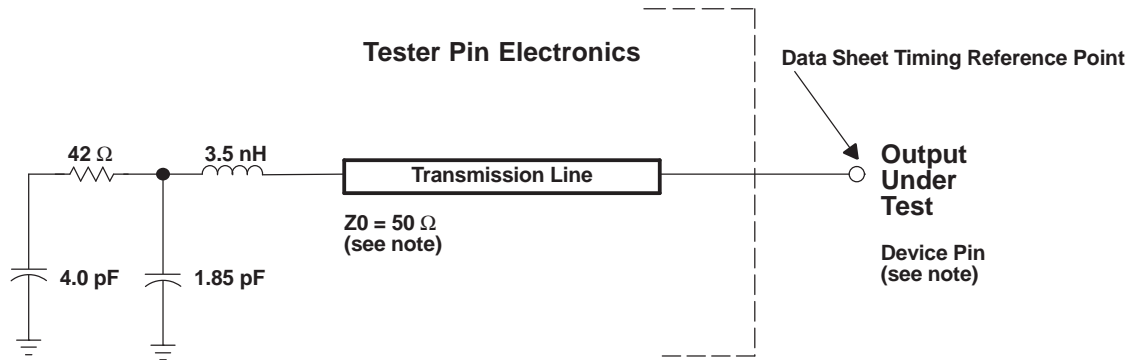 Tester Pin Electronics
Data Sheet Timing Reference Point
42 Ω
3.5 nH
Transmission Line
Output
Under
Test
Z0 = 50 Ω
(see note)
Device Pin
(see note)
4.0 pF
1.85 pF